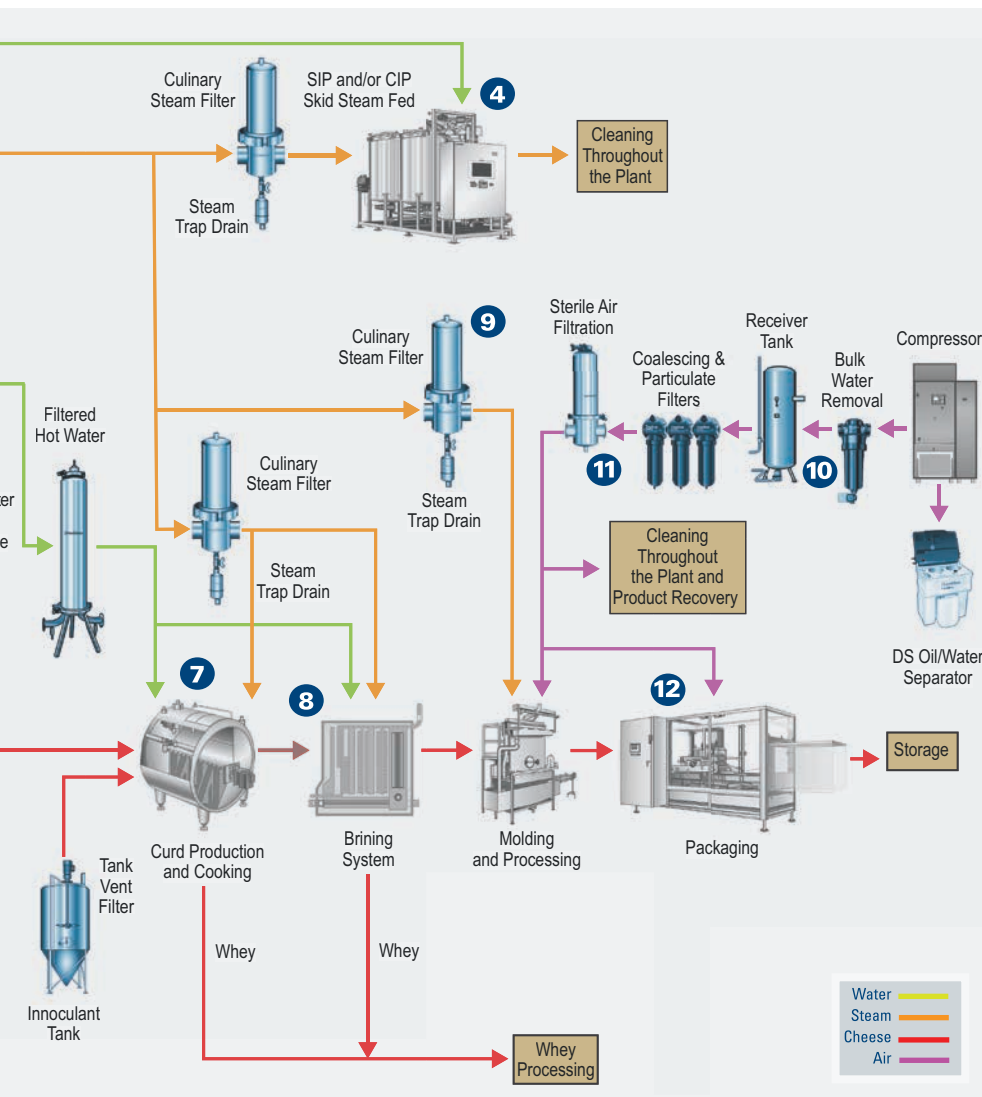 Culinary
Steam Filter
SIP and/or CIP
Skid Steam Fed
4
Cleaning
Throughout
the Plant
Steam
Trap Drain
9
Culinary
Steam Filter
Sterile Air
Filtration
Receiver
Tank
Compressor
Coalescing &
Particulate
Filters
Bulk
Water
Removal
Filtered
Hot Water
Culinary
Steam Filter
11
10
Steam
Trap Drain
Cleaning
Throughout
the Plant and
Product Recovery
Steam
Trap Drain
DS Oil/Water
Separator
7
8
12
Storage
Curd Production
and Cooking
Brining
System
Molding
and Processing
Packaging
Tank
Vent
Filter
Whey
Whey
Innoculant
Tank
Whey
Processing
Water
Steam
Cheese
Air